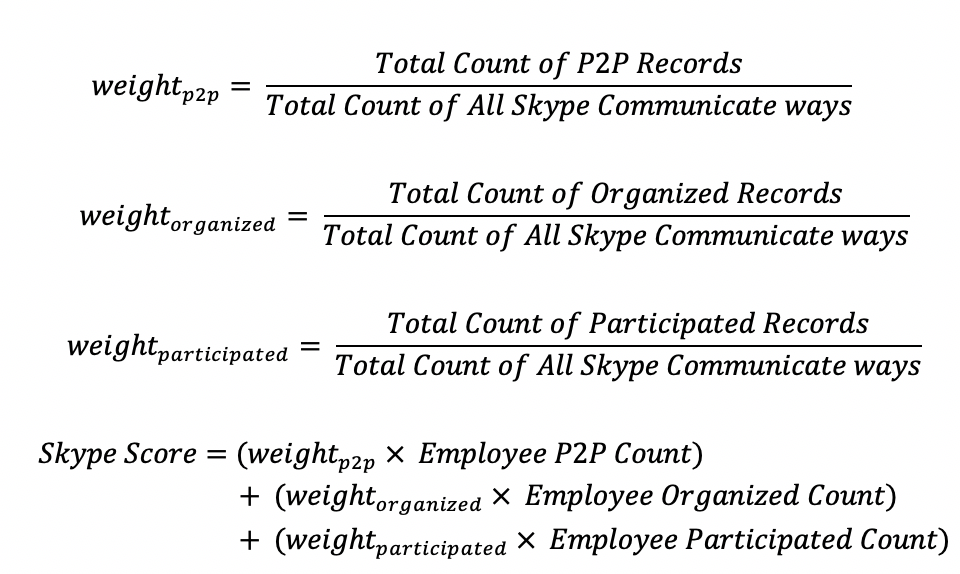 weight_p2p = Total Count of P2P Records / Total Count of All Skype Communicate ways
weight_organized = Total Count of Organized Records / Total Count of All Skype Communicate ways
weight_participated = Total Count of Participated Records / Total Count of All Skype Communicate ways
Skype Score = (weight_p2p × Employee P2P Count)
+ (weight_organized × Employee Organized Count)
+ (weight_participated × Employee Participated Count)